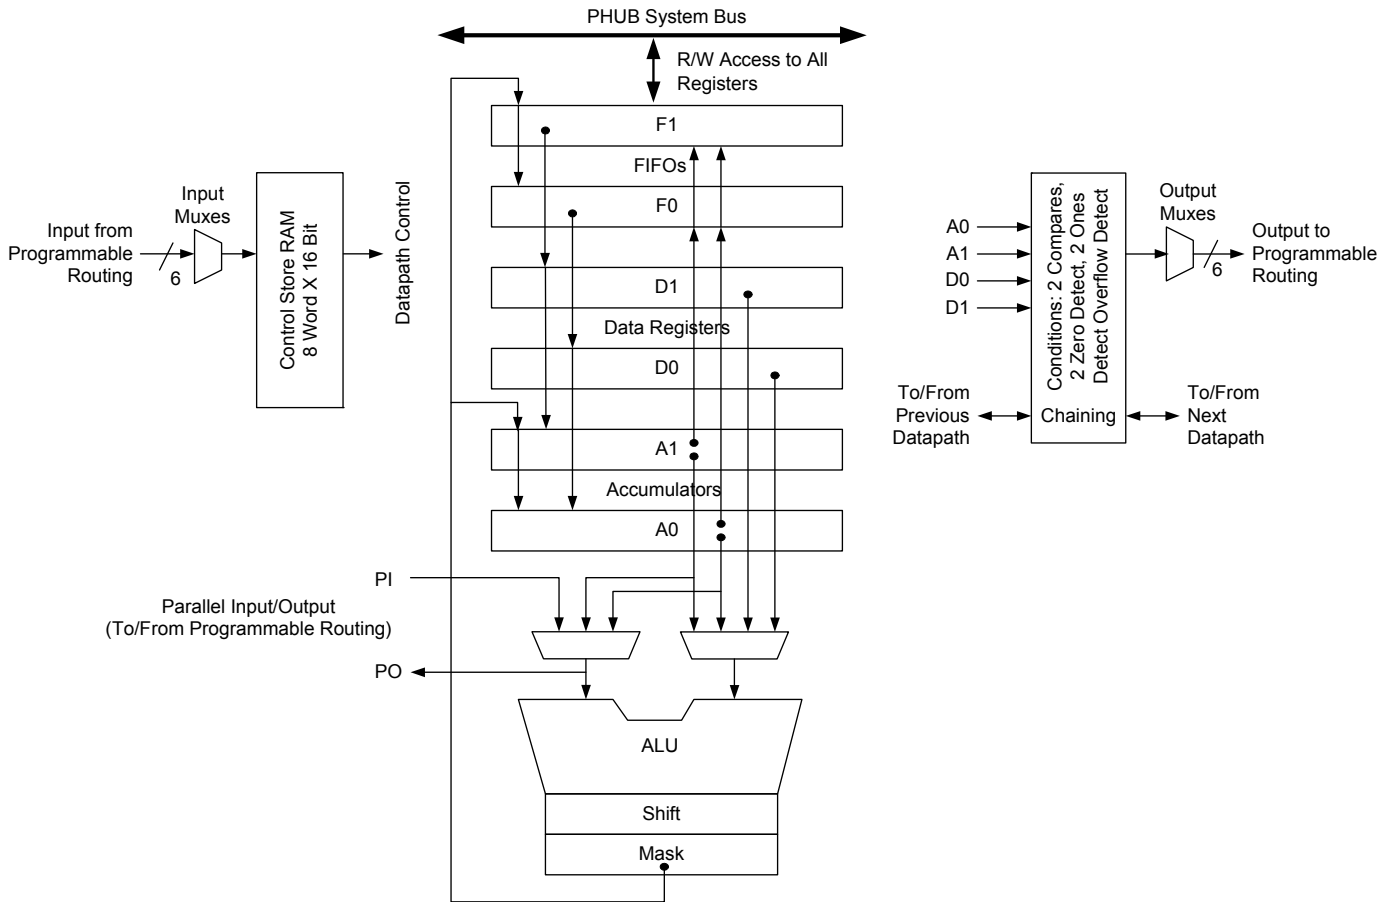 PHUB System Bus
R/W Access to All
Registers
F1
FIFOs
F0
D1
Data Registers
D0
A1
Accumulators
A0
Input from
Programmable
Routing
6
Input
Muxes
Control Store RAM
8 Word X 16 Bit
Datapath Control
A0
A1
D0
D1
Conditions: 2 Compares,
2 Zero Detect, 2 Ones
Detect Overflow Detect
Chaining
Output
Muxes
6
Output to
Programmable
Routing
To/From
Previous
Datapath
To/From
Next
Datapath
PI
Parallel Input/Output
(To/From Programmable Routing)
PO
ALU
Shift
Mask